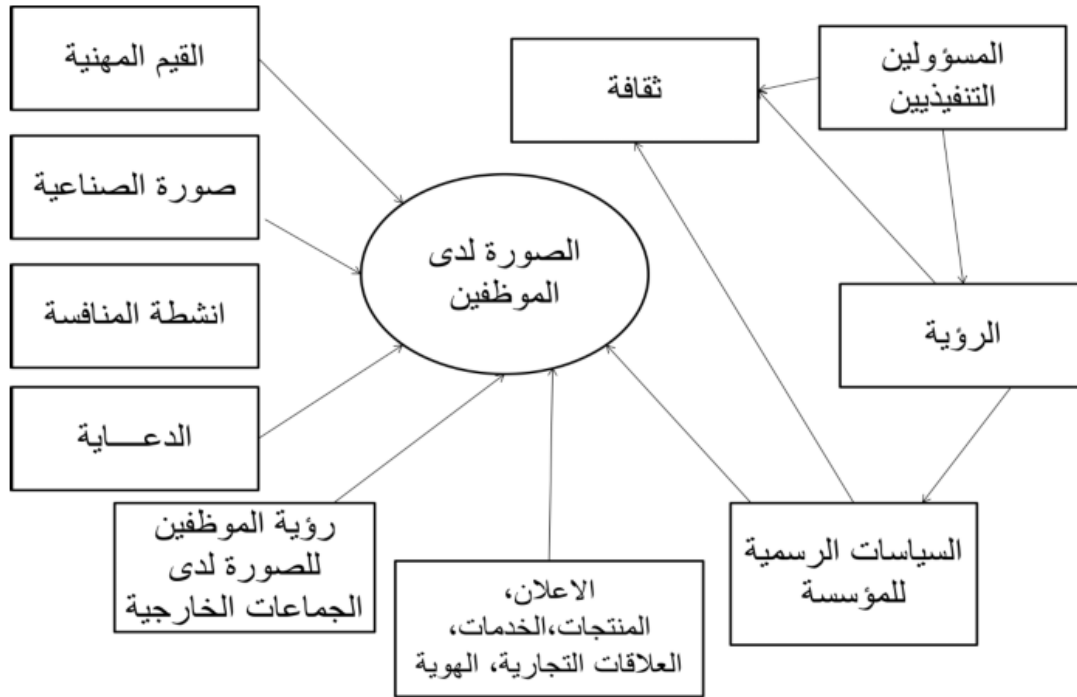 المسؤولين
التنفيذيين
ثقافة
القيم المهنية
صورة الصناعية
الصورة لدى
الموظفين
انشطة المنافسة
الرؤية
الدعـــــاية
رؤية الموظفين
للصورة لدى
الجماعات الخارجية
الاعلان،
المنتجات،الخدمات،
العلاقات التجارية، الهوية
السياسات الرسمية
للمؤسسة